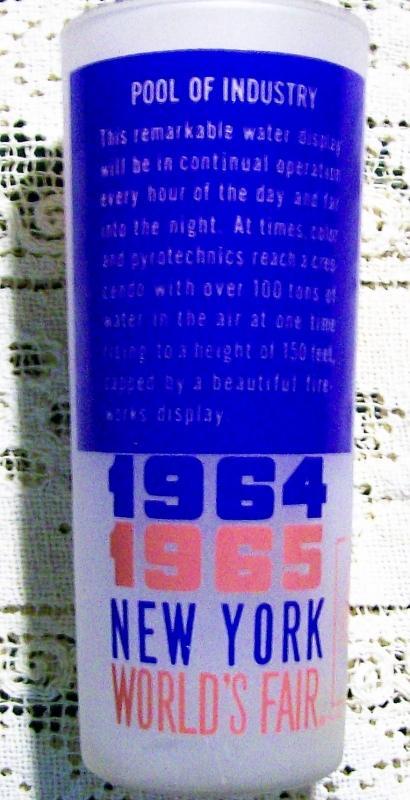 POOL OF INDUSTRY
This remarkable water display
will be in continual operation
every hour of the day and far
into the night. At times, color
and pyrotechnics reach a cres-
cendo with over 100 tons of
water in the air at one time
rising to a height of 150 feet,
capped by a beautiful fire-
works display.
1964
1965
NEW YORK
WORLD'S FAIR